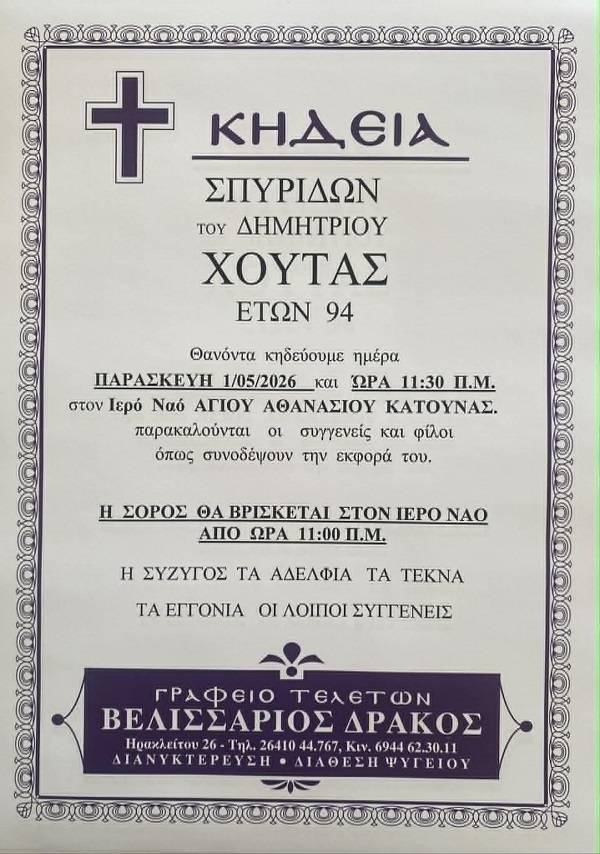 ΚΗΔΕΙΑ
ΣΠΥΡΙΔΩΝ
ΤΟΥ ΔΗΜΗΤΡΙΟΥ
ΧΟΥΤΑΣ
ΕΤΩΝ 94
Θανόντα κηδεύουμε ημέρα
ΠΑΡΑΣΚΕΥΗ 1/05/2026 και ΩΡΑ 11:30 Π.Μ.
στον Ιερό Ναό ΑΓΙΟΥ ΑΘΑΝΑΣΙΟΥ ΚΑΤΟΥΝΑΣ.
παρακαλούνται οι συγγενείς και φίλοι
όπως συνοδέψουν την εκφορά του.
Η ΣΟΡΟΣ ΘΑ ΒΡΙΣΚΕΤΑΙ ΣΤΟΝ ΙΕΡΟ ΝΑΟ
ΑΠΟ ΩΡΑ 11:00 Π.Μ.
Η ΣΥΖΥΓΟΣ ΤΑ ΑΔΕΛΦΙΑ ΤΑ ΤΕΚΝΑ
ΤΑ ΕΓΓΟΝΙΑ ΟΙ ΛΟΙΠΟΙ ΣΥΓΓΕΝΕΙΣ
ΓΡΑΦΕΙΟ ΤΕΛΕΤΩΝ
ΒΕΛΙΣΣΑΡΙΟΣ ΔΡΑΚΟΣ
Ηρακλείτου 26 - Τηλ. 26410 44.767, Κιν. 6944 62.30.11
ΔΙΑΝΥΚΤΕΡΕΥΣΗ • ΔΙΑΘΕΣΗ ΨΥΓΕΙΟΥ